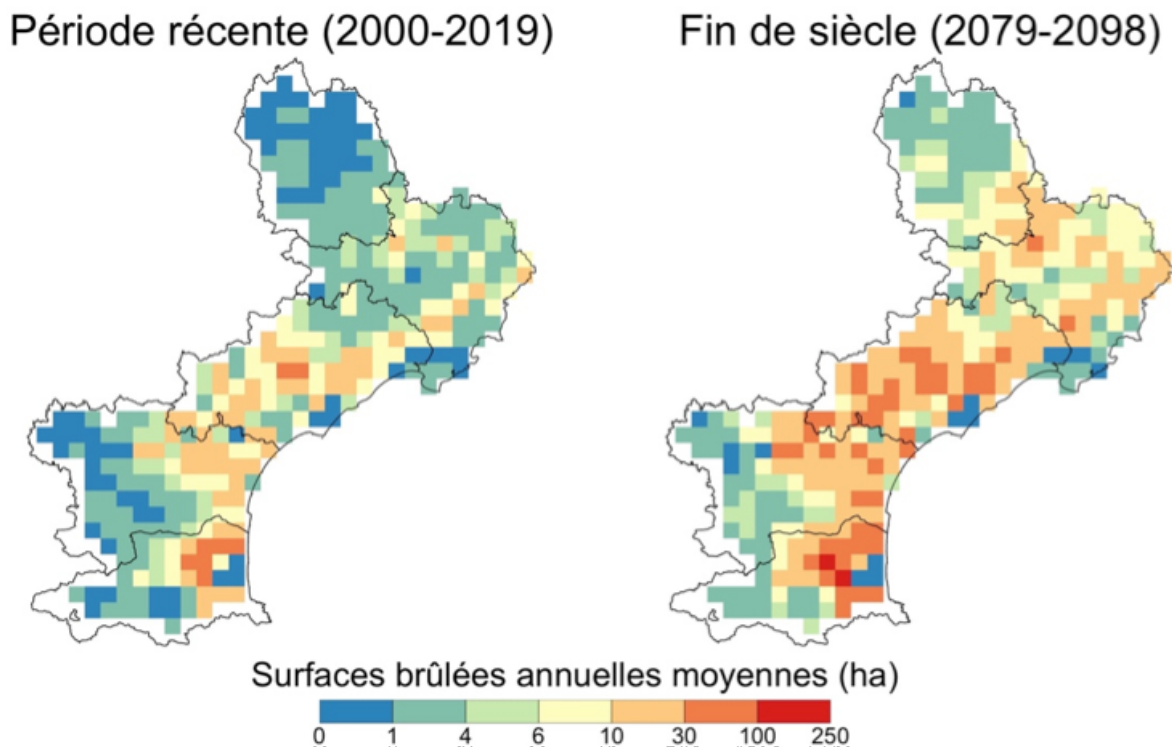 Période récente (2000-2019)
Fin de siècle (2079-2098)
Surfaces brûlées annuelles moyennes (ha)
0 1 4 6 10 30 100 250